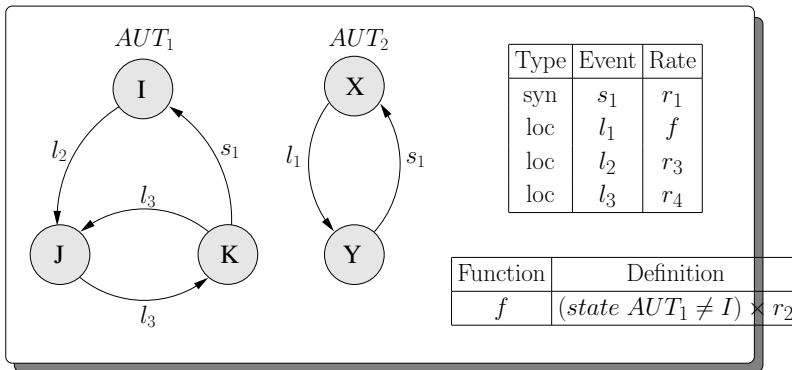 AUT₁
AUT₂
I
X
l₂
s₁
l₁
s₁
l₃
J
K
Y
l₃
Type Event Rate
syn s₁ r₁
loc l₁ f
loc l₂ r₃
loc l₃ r₄
Function Definition
f (state AUT₁ ≠ I) × r₂